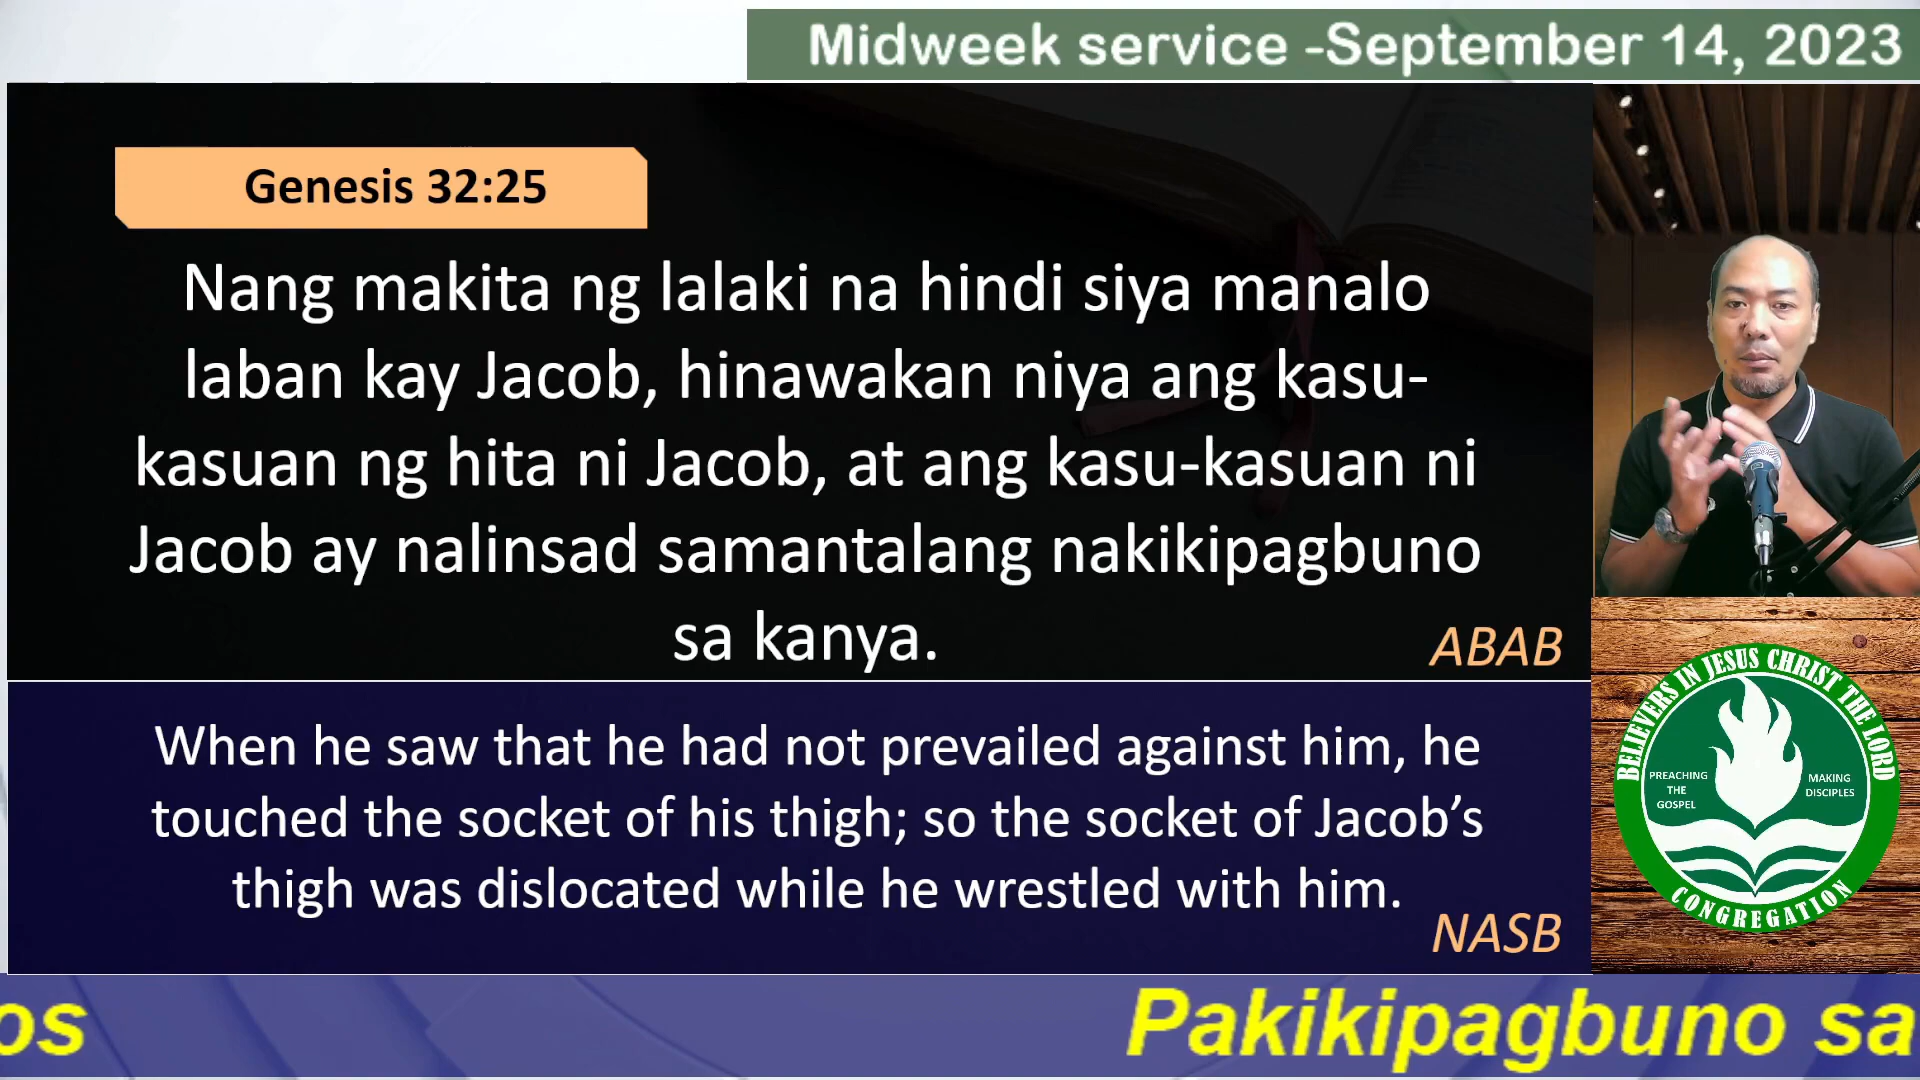 Midweek service -September 14, 2023
Genesis 32:25
Nang makita ng lalaki na hindi siya manalo
laban kay Jacob, hinawakan niya ang kasu-
kasuan ng hita ni Jacob, at ang kasu-kasuan ni
Jacob ay nalinsad samantalang nakikipagbuno
sa kanya.
ABAB
When he saw that he had not prevailed against him, he
touched the socket of his thigh; so the socket of Jacob’s
thigh was dislocated while he wrestled with him.
NASB
BELIEVERS IN JESUS CHRIST THE LORD
PREACHING
THE
GOSPEL
MAKING
DISCIPLES
CONGREGATION
os
Pakikipagbuno sa